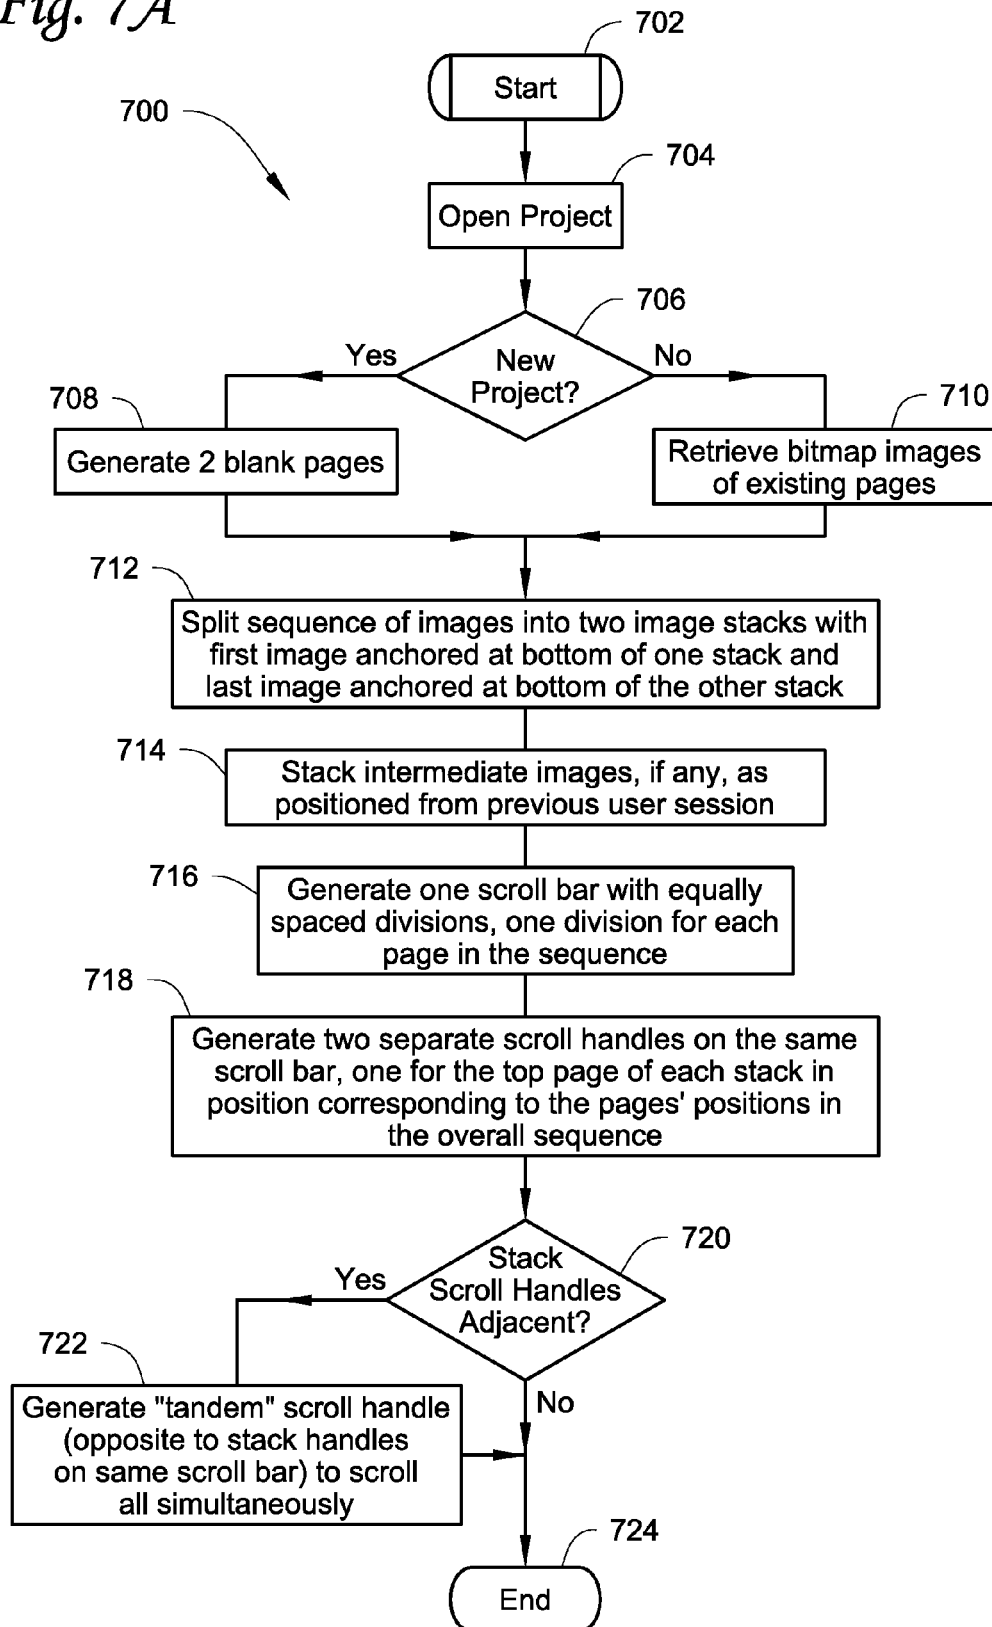 Fig. 7A
702
Start
700
704
Open Project
706
New
Project?
Yes
No
708
Generate 2 blank pages
710
Retrieve bitmap images
of existing pages
712
Split sequence of images into two image stacks with
first image anchored at bottom of one stack and
last image anchored at bottom of the other stack
714
Stack intermediate images, if any, as
positioned from previous user session
716
Generate one scroll bar with equally
spaced divisions, one division for each
page in the sequence
718
Generate two separate scroll handles on the same
scroll bar, one for the top page of each stack in
position corresponding to the pages' positions in
the overall sequence
720
Stack
Scroll Handles
Adjacent?
Yes
No
722
Generate "tandem" scroll handle
(opposite to stack handles
on same scroll bar) to scroll
all simultaneously
724
End